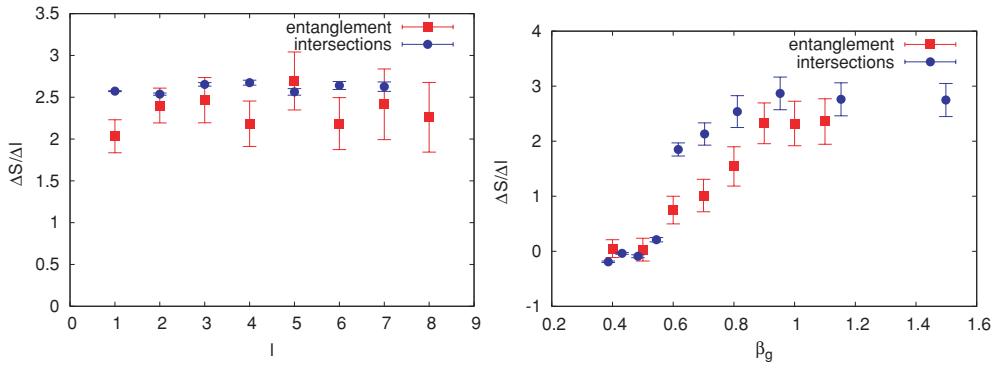 entanglement
intersections
ΔS/Δl
3.5
3
2.5
2
1.5
1
0.5
0
0 1 2 3 4 5 6 7 8 9
l
entanglement
intersections
ΔS/Δl
4
3
2
1
0
-1
0.2 0.4 0.6 0.8 1 1.2 1.4 1.6
βg